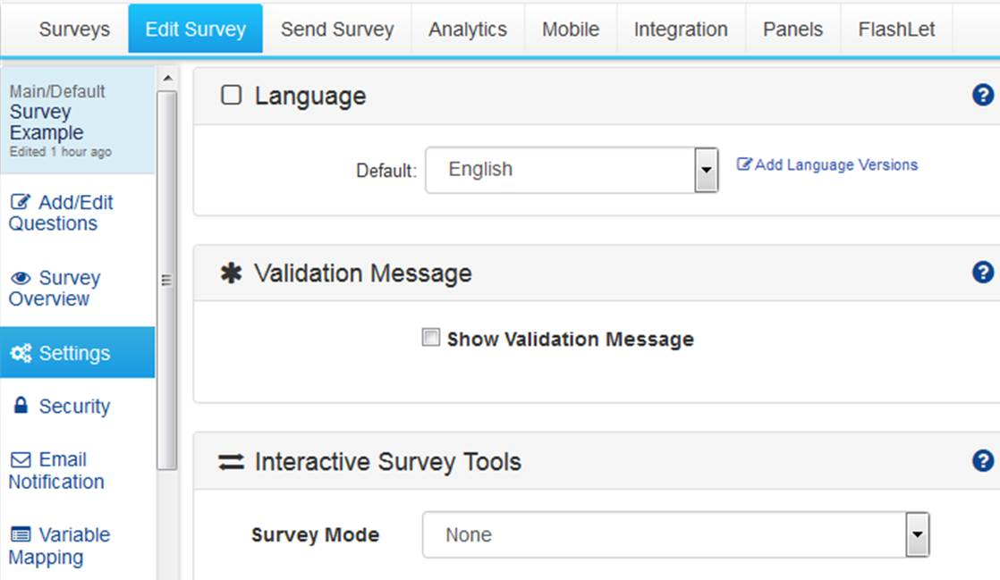 Surveys Edit Survey Send Survey Analytics Mobile Integration Panels FlashLet
Main/Default
Survey
Example
Edited 1 hour ago
Add/Edit
Questions
Survey
Overview
Settings
Security
Email
Notification
Variable
Mapping
Language
Default: English Add Language Versions
Validation Message
Show Validation Message
Interactive Survey Tools
Survey Mode None